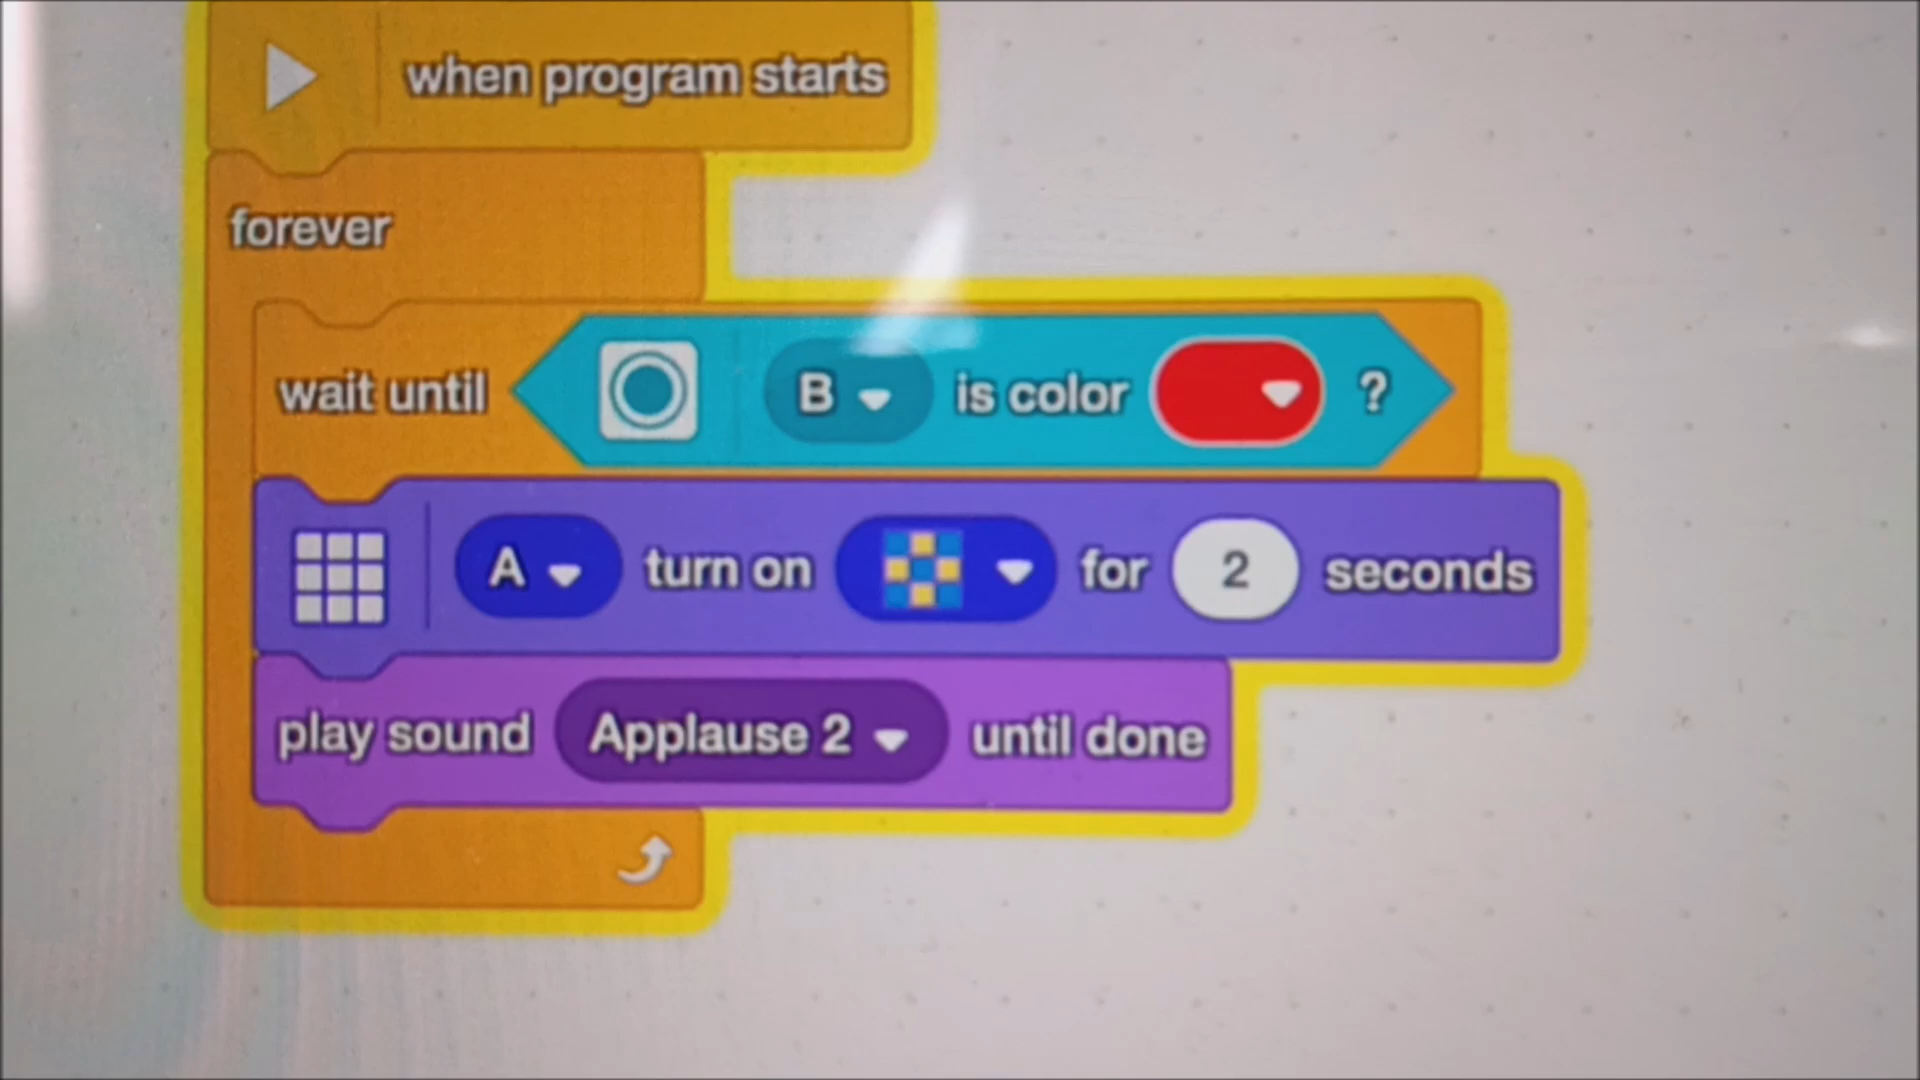 when program starts
forever
wait until B is color ?
A turn on for 2 seconds
play sound Applause 2 until done